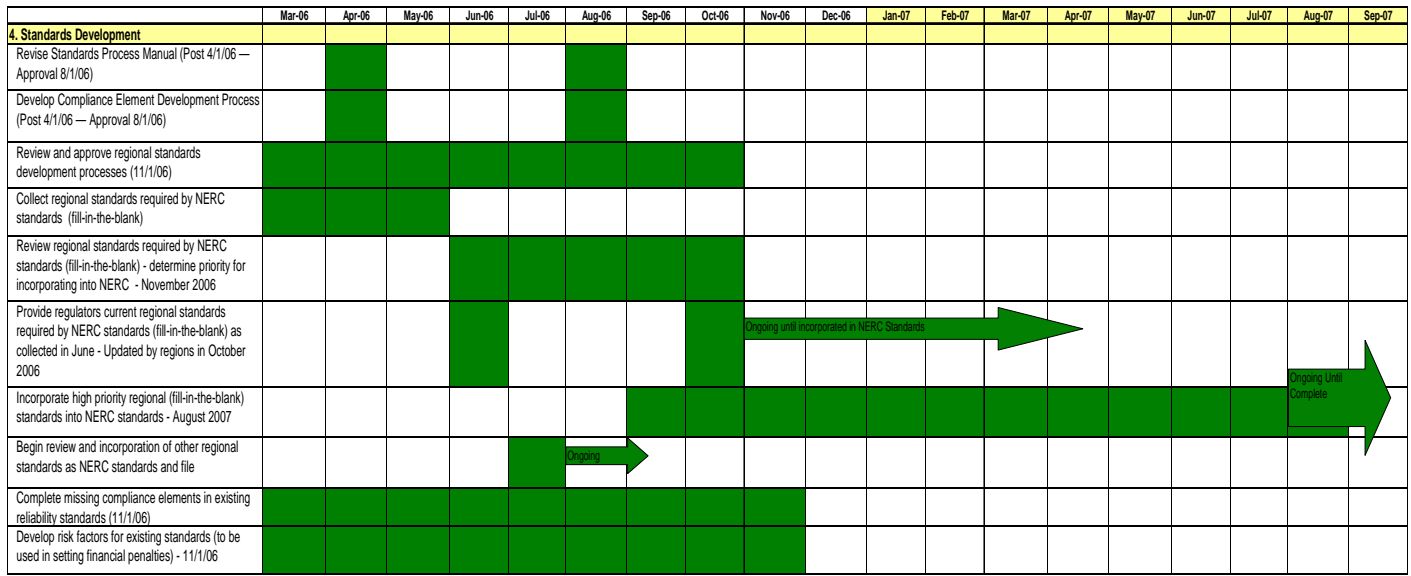 Mar-06 Apr-06 May-06 Jun-06 Jul-06 Aug-06 Sep-06 Oct-06 Nov-06 Dec-06 Jan-07 Feb-07 Mar-07 Apr-07 May-07 Jun-07 Jul-07 Aug-07 Sep-07
4. Standards Development
Revise Standards Process Manual (Post 4/1/06 —
Approval 8/1/06)
Develop Compliance Element Development Process
(Post 4/1/06 — Approval 8/1/06)
Review and approve regional standards
development processes (11/1/06)
Collect regional standards required by NERC
standards (fill-in-the-blank)
Review regional standards required by NERC
standards (fill-in-the-blank) - determine priority for
incorporating into NERC - November 2006
Provide regulators current regional standards
required by NERC standards (fill-in-the-blank) as
collected in June - Updated by regions in October
2006
Ongoing until incorporated in NERC Standards
Ongoing Until
Complete
Incorporate high priority regional (fill-in-the-blank)
standards into NERC standards - August 2007
Begin review and incorporation of other regional
standards as NERC standards and file
Ongoing
Complete missing compliance elements in existing
reliability standards (11/1/06)
Develop risk factors for existing standards (to be
used in setting financial penalties) - 11/1/06